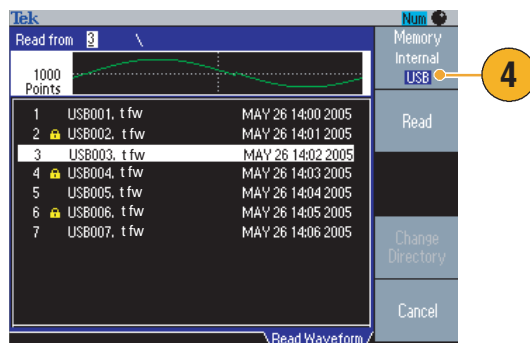 Tek
Num
Read from 3 \
Memory
Internal
USB
4
1000
Points
Read
1 USB001. tfw MAY 26 14:00 2005
2 USB002. tfw MAY 26 14:01 2005
3 USB003. tfw MAY 26 14:02 2005
4 USB004. tfw MAY 26 14:03 2005
5 USB005. tfw MAY 26 14:04 2005
6 USB006. tfw MAY 26 14:05 2005
7 USB007. tfw MAY 26 14:06 2005
Change
Directory
Cancel
\Read Waveform/